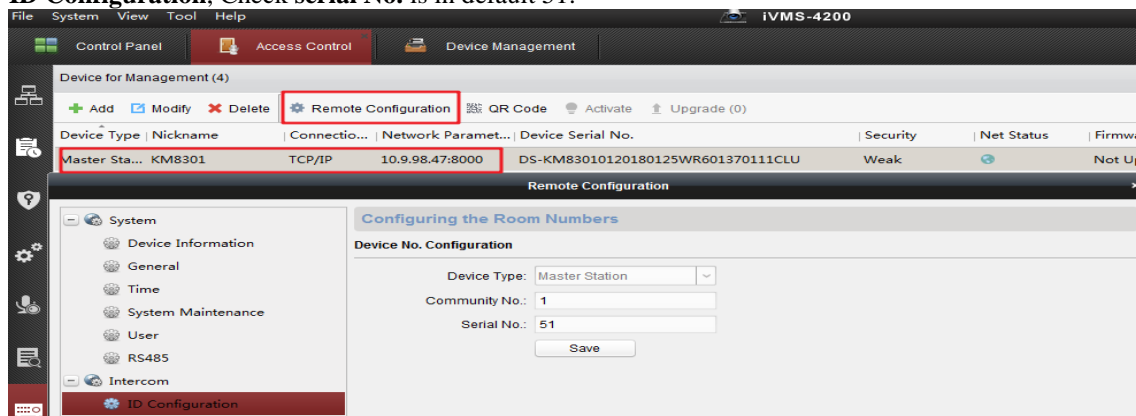 ID Configuration, Check serial No. is in default 51.
File System View Tool Help iVMS-4200
Control Panel Access Control Device Management
Device for Management (4)
Add Modify Delete Remote Configuration QR Code Activate Upgrade (0)
Device Type Nickname Connectio... Network Paramet... Device Serial No. Security Net Status Firmwa
Master Sta... KM8301 TCP/IP 10.9.98.47:8000 DS-KM83010120180125WR601370111CLU Weak Not Up
Remote Configuration
System
Configuring the Room Numbers
Device Information
Device No. Configuration
General
Device Type: Master Station
Time
Community No.: 1
System Maintenance
Serial No.: 51
User
Save
RS485
Intercom
ID Configuration